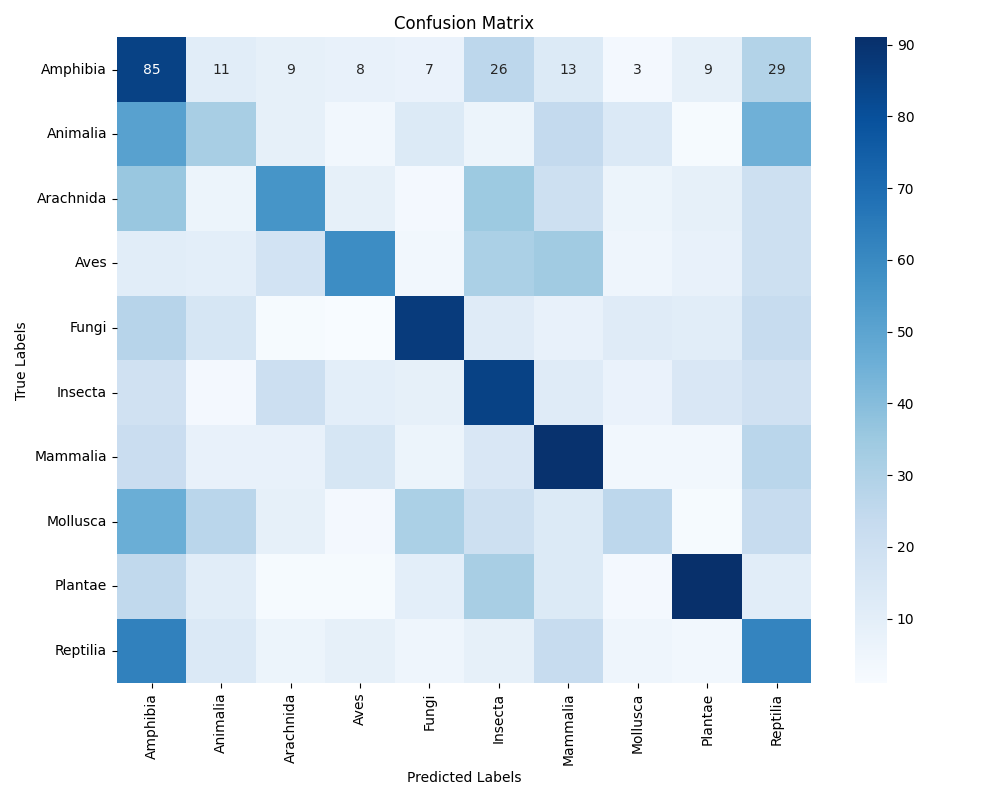 Confusion Matrix
Amphibia 85 11 9 8 7 26 13 3 9 29
Animalia
Arachnida
Aves
Fungi
Insecta
Mammalia
Mollusca
Plantae
Reptilia
True Labels
Amphibia Animalia Arachnida Aves Fungi Insecta Mammalia Mollusca Plantae Reptilia
Predicted Labels
90
80
70
60
50
40
30
20
10